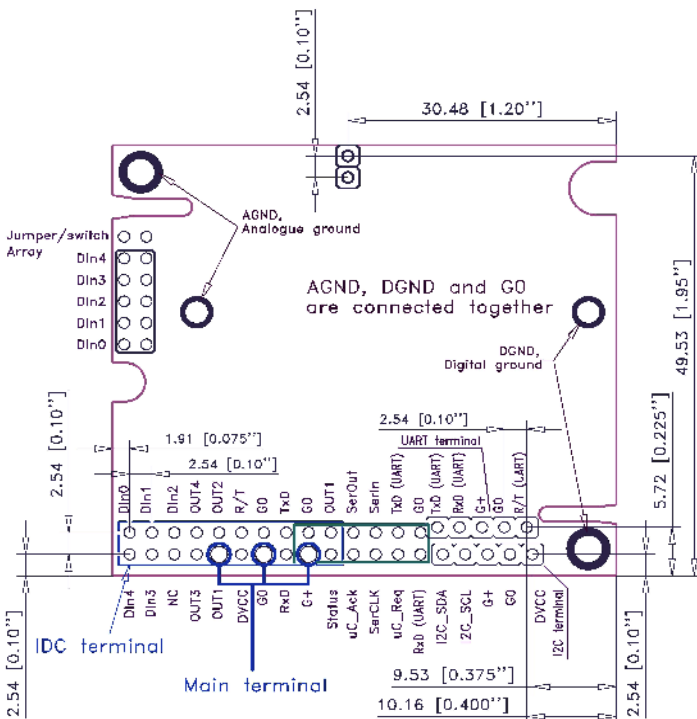 2.54 [0.10"]
30.48 [1.20"]
AGND,
Analogue ground
Jumper/switch
Array
DIn4
DIn3
DIn2
DIn1
DIn0
AGND, DGND and G0
are connected together
DGND,
Digital ground
49.53 [1.95"]
5.72 [0.225"]
2.54 [0.10"]
1.91 [0.075"]
2.54 [0.10"]
2.54 [0.10"]
UART terminal
DIn0
DIn1
DIn2
OUT4
OUT2
R/T
G0
TxD
G0
OUT1
SerOut
SerIn
TxD (UART)
G0
TxD (UART)
RxD (UART)
G+
G0
R/T (UART)
DIn4
DIn3
NC
OUT3
OUT1
DVCC
G0
RxD
G+
Status
uC_Ack
SerCLK
uC_Req
RxD (UART)
I2C_SDA
2C_SCL
G+
G0
DVCC
I2C terminal
IDC terminal
Main terminal
2.54 [0.10"]
9.53 [0.375"]
10.16 [0.400"]
2.54 [0.10"]